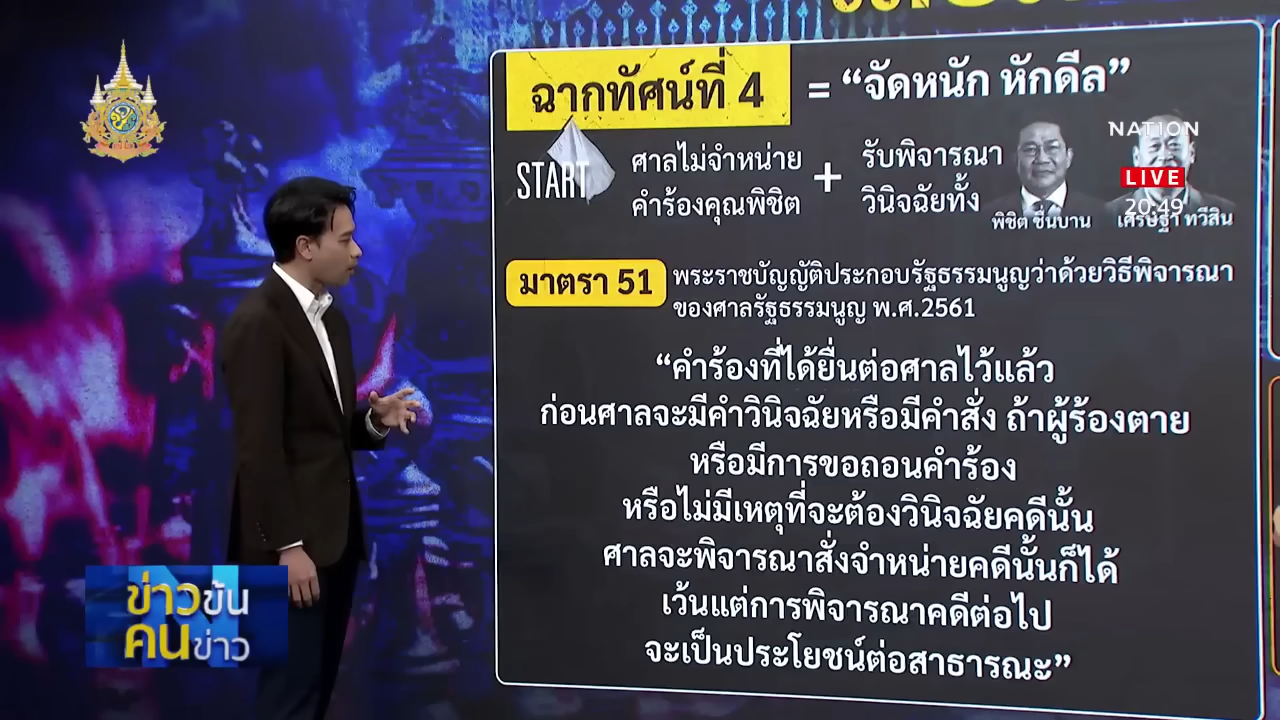 ฉากทัศน์ที่ 4 = “จัดหนัก หักดีล”
NATION
LIVE
20:49
START
ศาลไม่จำหน่าย
คำร้องคุณพิชิต
+
รับพิจารณา
วินิจฉัยทั้ง
พิชิต ชื่นบาน
เศรษฐา ทวีสิน
มาตรา 51
พระราชบัญญัติประกอบรัฐธรรมนูญว่าด้วยวิธีพิจารณา
ของศาลรัฐธรรมนูญ พ.ศ.2561
“คำร้องที่ได้ยื่นต่อศาลไว้แล้ว
ก่อนศาลจะมีคำวินิจฉัยหรือมีคำสั่ง ถ้าผู้ร้องตาย
หรือมีการขอถอนคำร้อง
หรือไม่มีเหตุที่จะต้องวินิจฉัยคดีนั้น
ศาลจะพิจารณาสั่งจำหน่ายคดีนั้นก็ได้
เว้นแต่การพิจารณาคดีต่อไป
จะเป็นประโยชน์ต่อสาธารณะ”
ข่าวข้น
คนข่าว